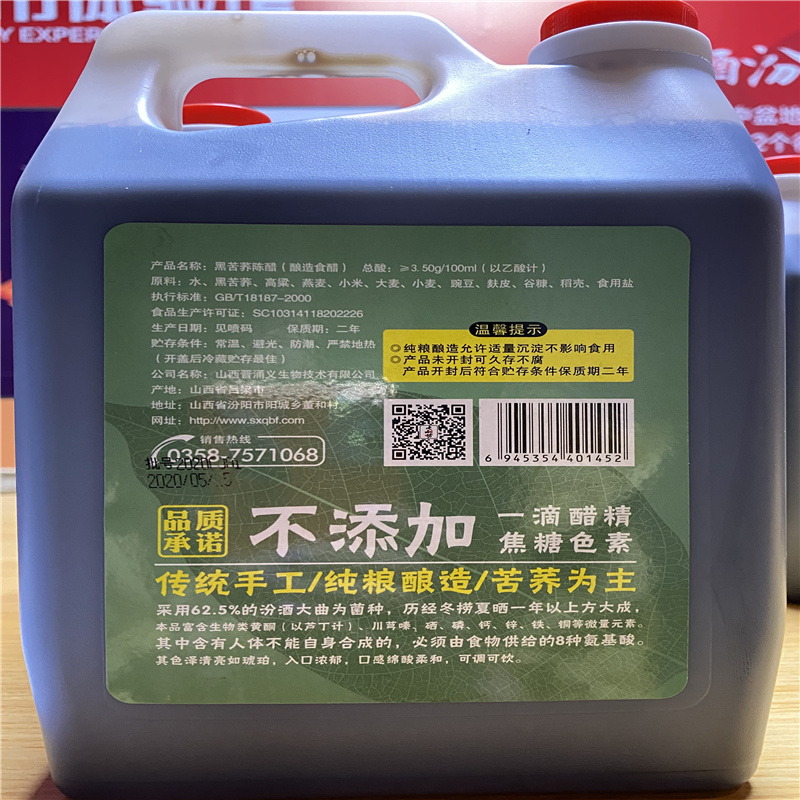 Y EXPER
酒汾
产品名称：黑苦荞陈醋（酿造食醋） 总酸：≥3.50g/100ml（以乙酸计）
原料：水、黑苦荞、高粱、燕麦、小米、大麦、小麦、豌豆、麸皮、谷糠、稻壳、食用盐
执行标准：GB/T18187-2000
食品生产许可证：SC10314118202226
生产日期：见喷码 保质期：二年
贮存条件：常温、避光、防潮、严禁地热
（开盖后冷藏贮存最佳）
公司名称：山西晋涌义生物技术有限公司
产地：山西省吕梁市
地址：山西省汾阳市阳城乡董和村
网址：http://www.sxqbf.com
销售热线
0358-7571068
批号
2020/05/
温馨提示
◎纯粮酿造允许适量沉淀不影响食用
◎产品未开封可久存不腐
产品开封后符合贮存条件保质期二年
6 945354 401452
品质承诺
不添加
一滴醋精
焦糖色素
传统手工/纯粮酿造/苦荞为主
采用62.5%的汾酒大曲为菌种，历经冬捞夏晒一年以上方大成，
本品富含生物类黄酮（以芦丁计）、川芎嗪、硒、磷、钙、锌、铁、铜等微量元素。
其中含有人体不能自身合成的，必须由食物供给的8种氨基酸。
其色泽清亮如琥珀，入口浓郁，口感绵酸柔和，可调可饮。